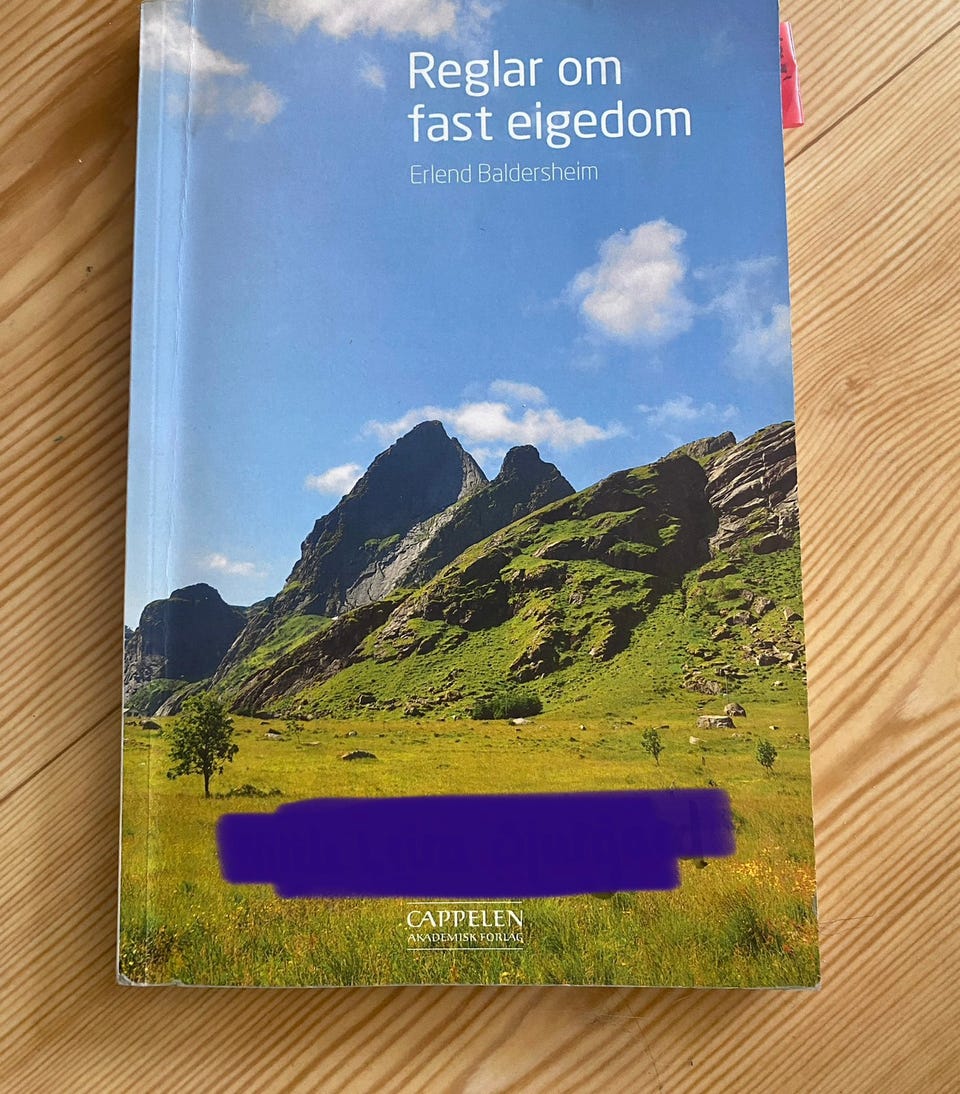 Reglar om
fast eigedom
Erlend Baldersheim
CAPPELEN
AKADEMISK FORLAG